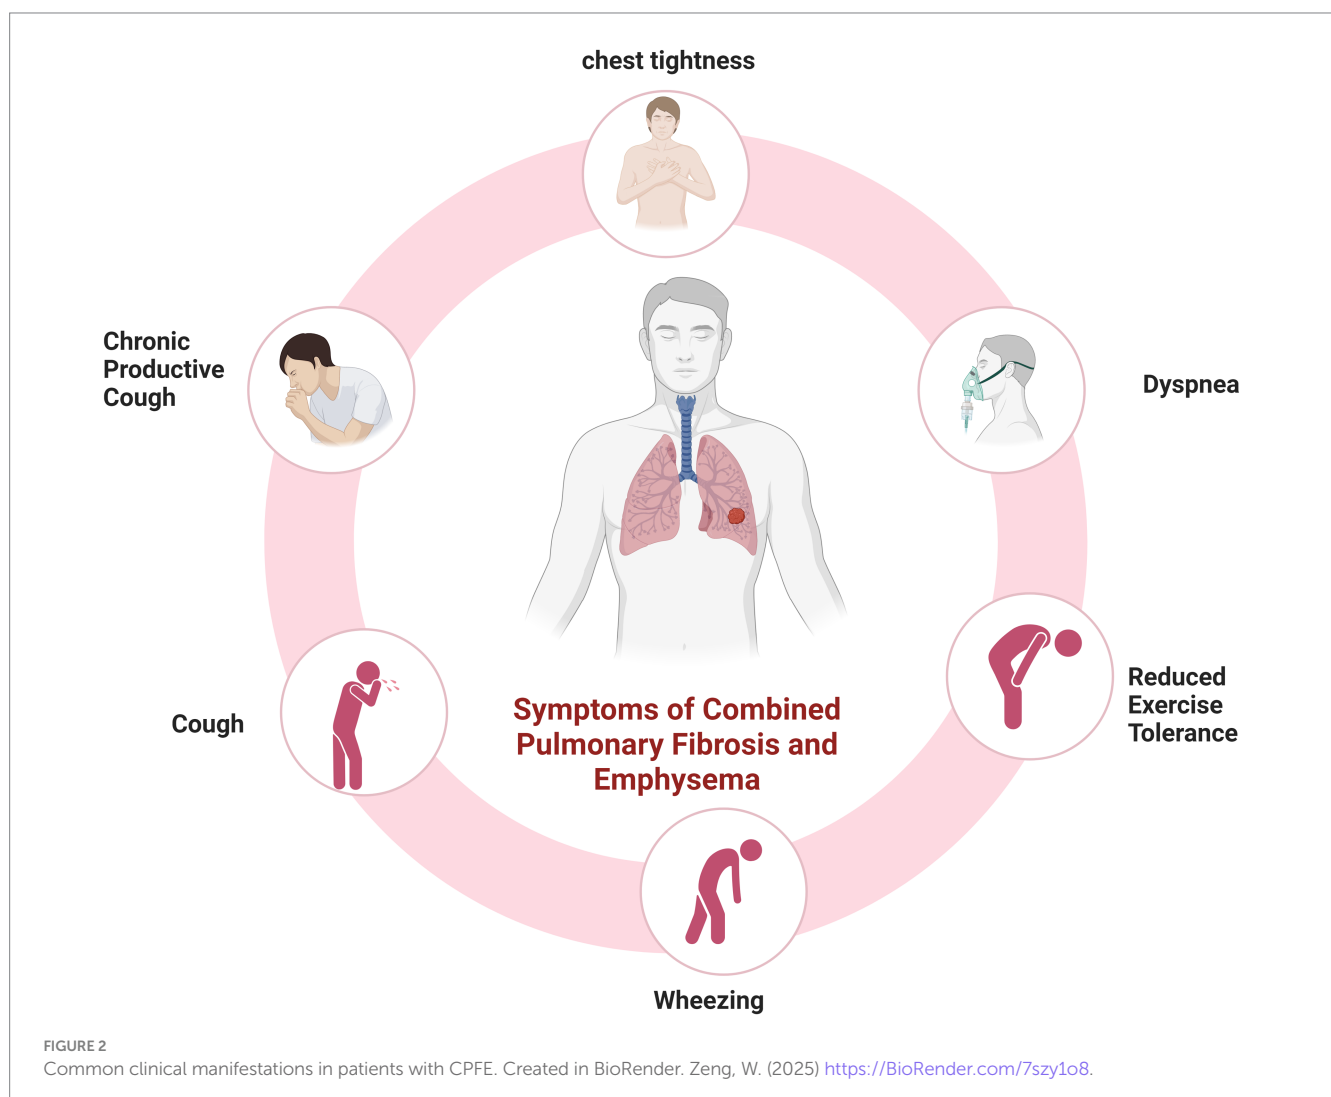 chest tightness
Chronic
Productive
Cough
Dyspnea
Reduced
Exercise
Tolerance
Cough
Symptoms of Combined
Pulmonary Fibrosis and
Emphysema
Wheezing
FIGURE 2
Common clinical manifestations in patients with CPFE. Created in BioRender. Zeng, W. (2025) https://BioRender.com/7szy1o8.